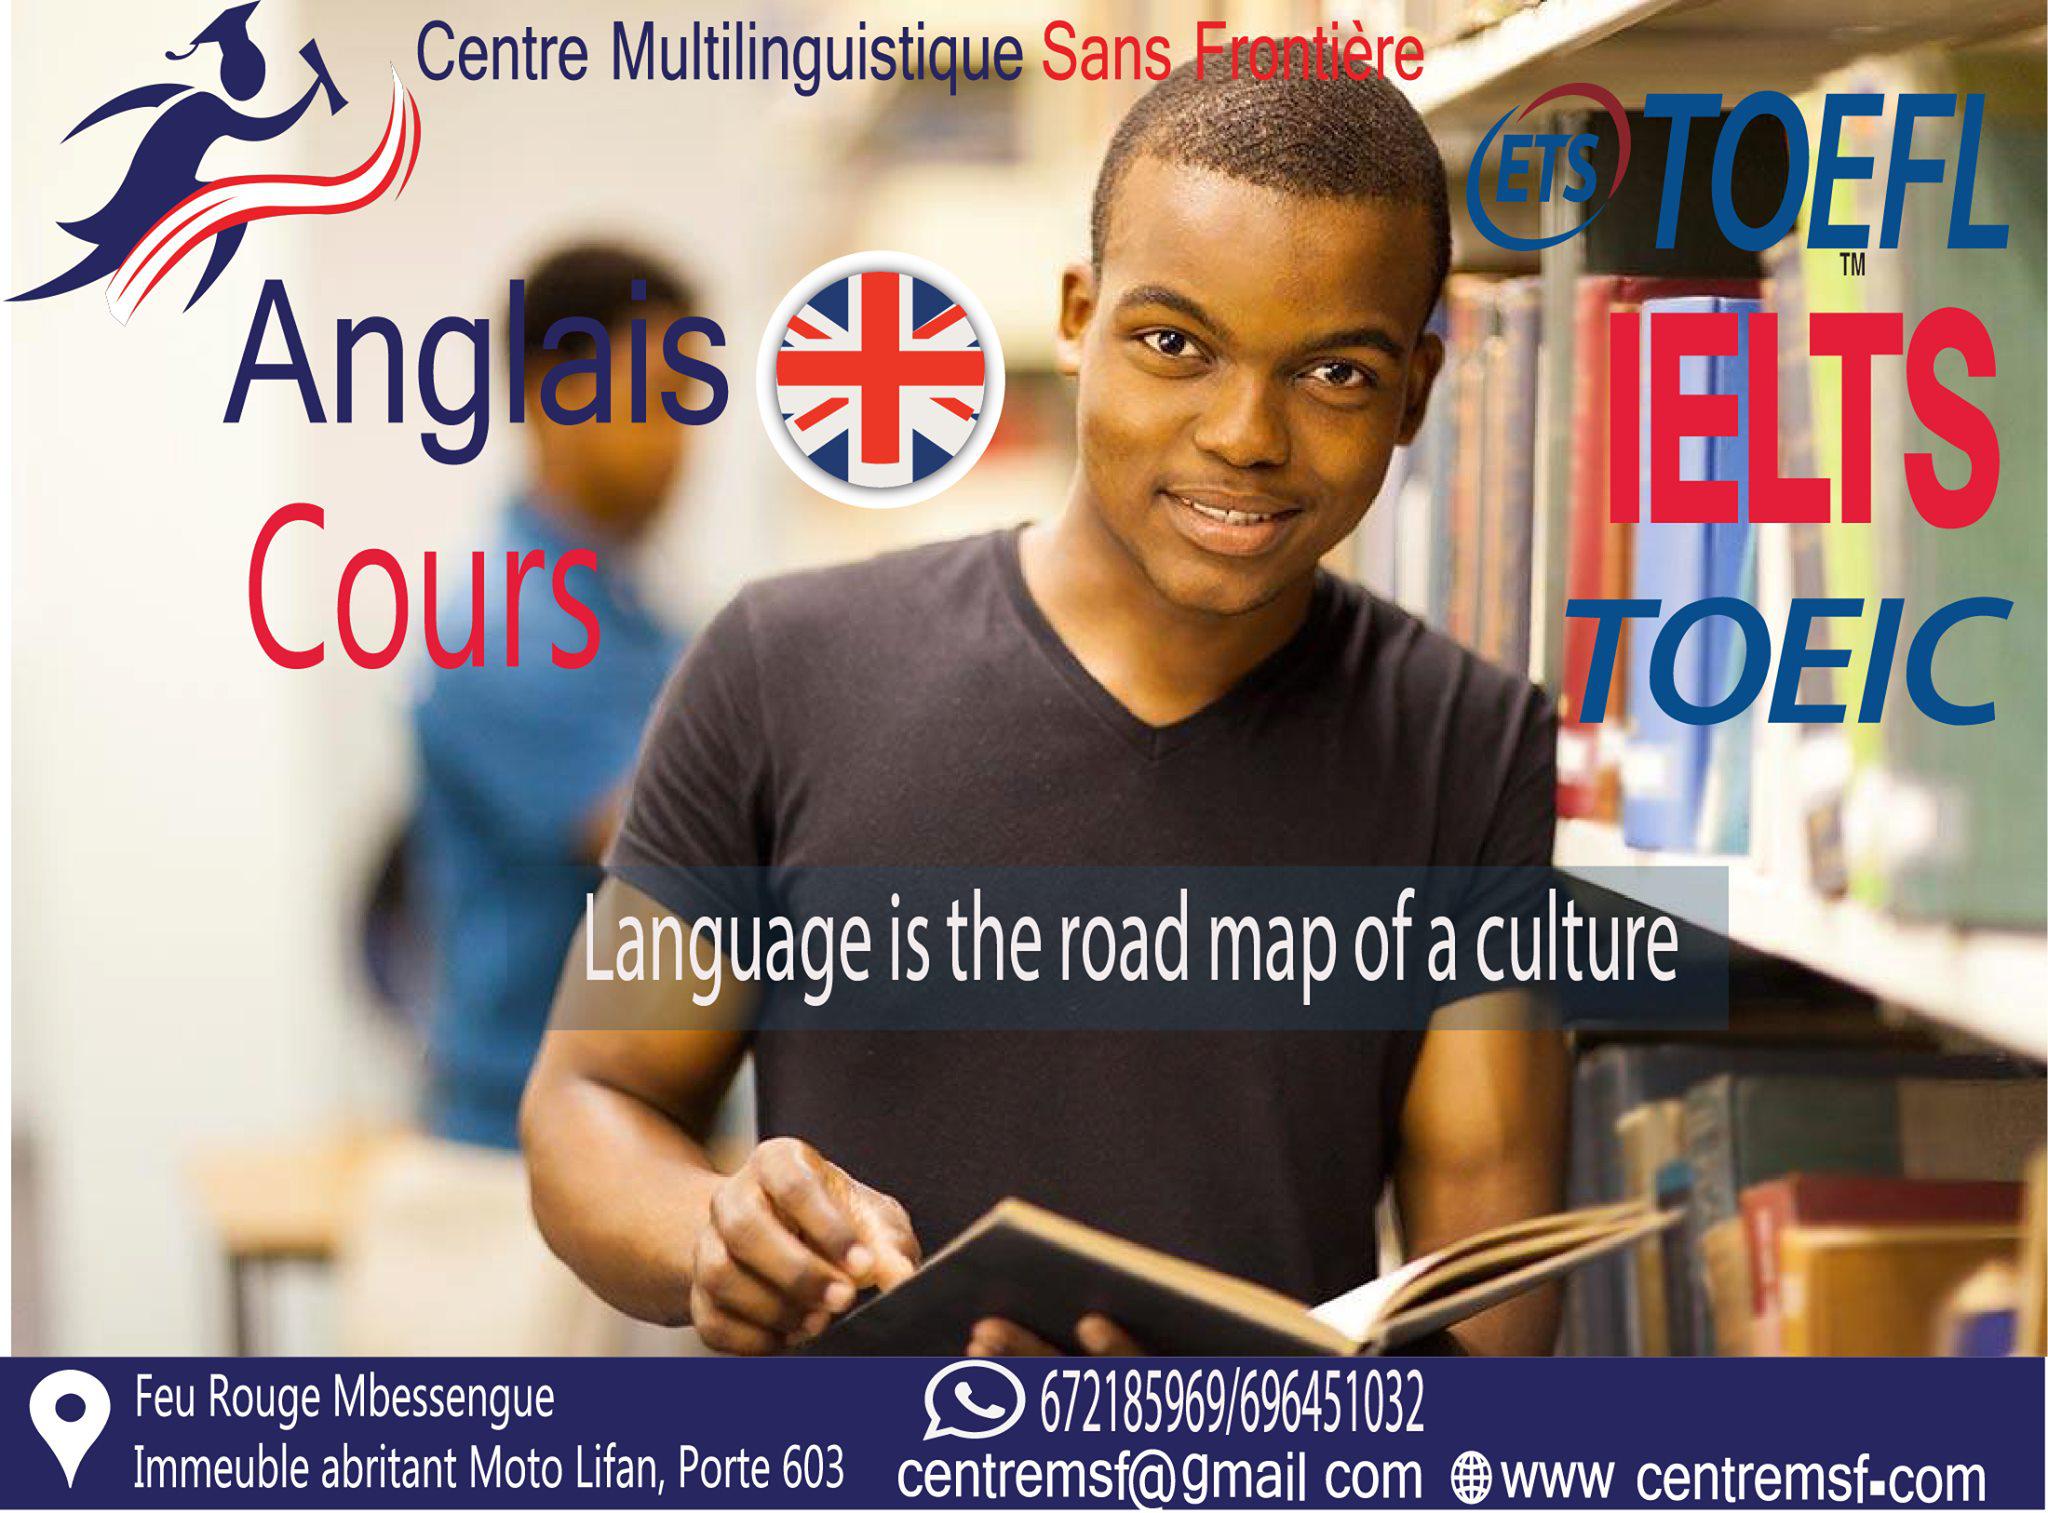 Centre Multilinguistique Sans Frontière
ETS TOEFL
TM
Anglais
IELTS
Cours
TOEIC
Language is the road map of a culture
Feu Rouge Mbessengue
Immeuble abritant Moto Lifan, Porte 603
672185969/696451032
centremsf@gmail com
www centremsf.com